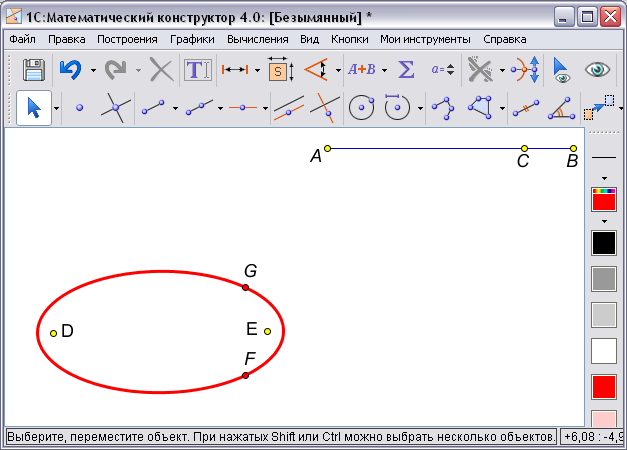 1С:Математический конструктор 4.0: [Безымянный] *
Файл Правка Построения Графики Вычисления Вид Кнопки Мои инструменты Справка
T S A+B Σ a=
A C B
G
D E
F
Выберите, переместите объект. При нажатых Shift или Ctrl можно выбрать несколько объектов. +6,08 : -4,9